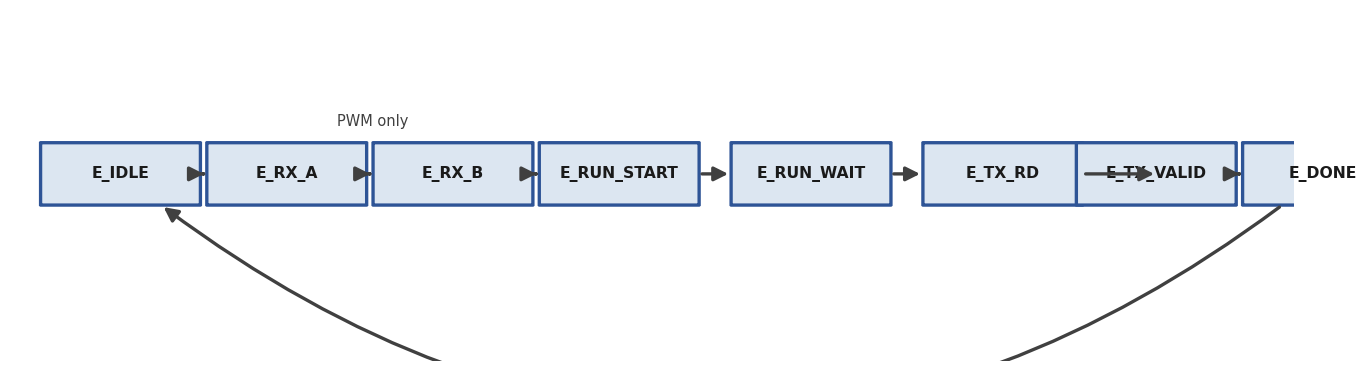 PWM only
E_IDLE
E_RX_A
E_RX_B
E_RUN_START
E_RUN_WAIT
E_TX_RD
E_TX_VALID
E_DONE